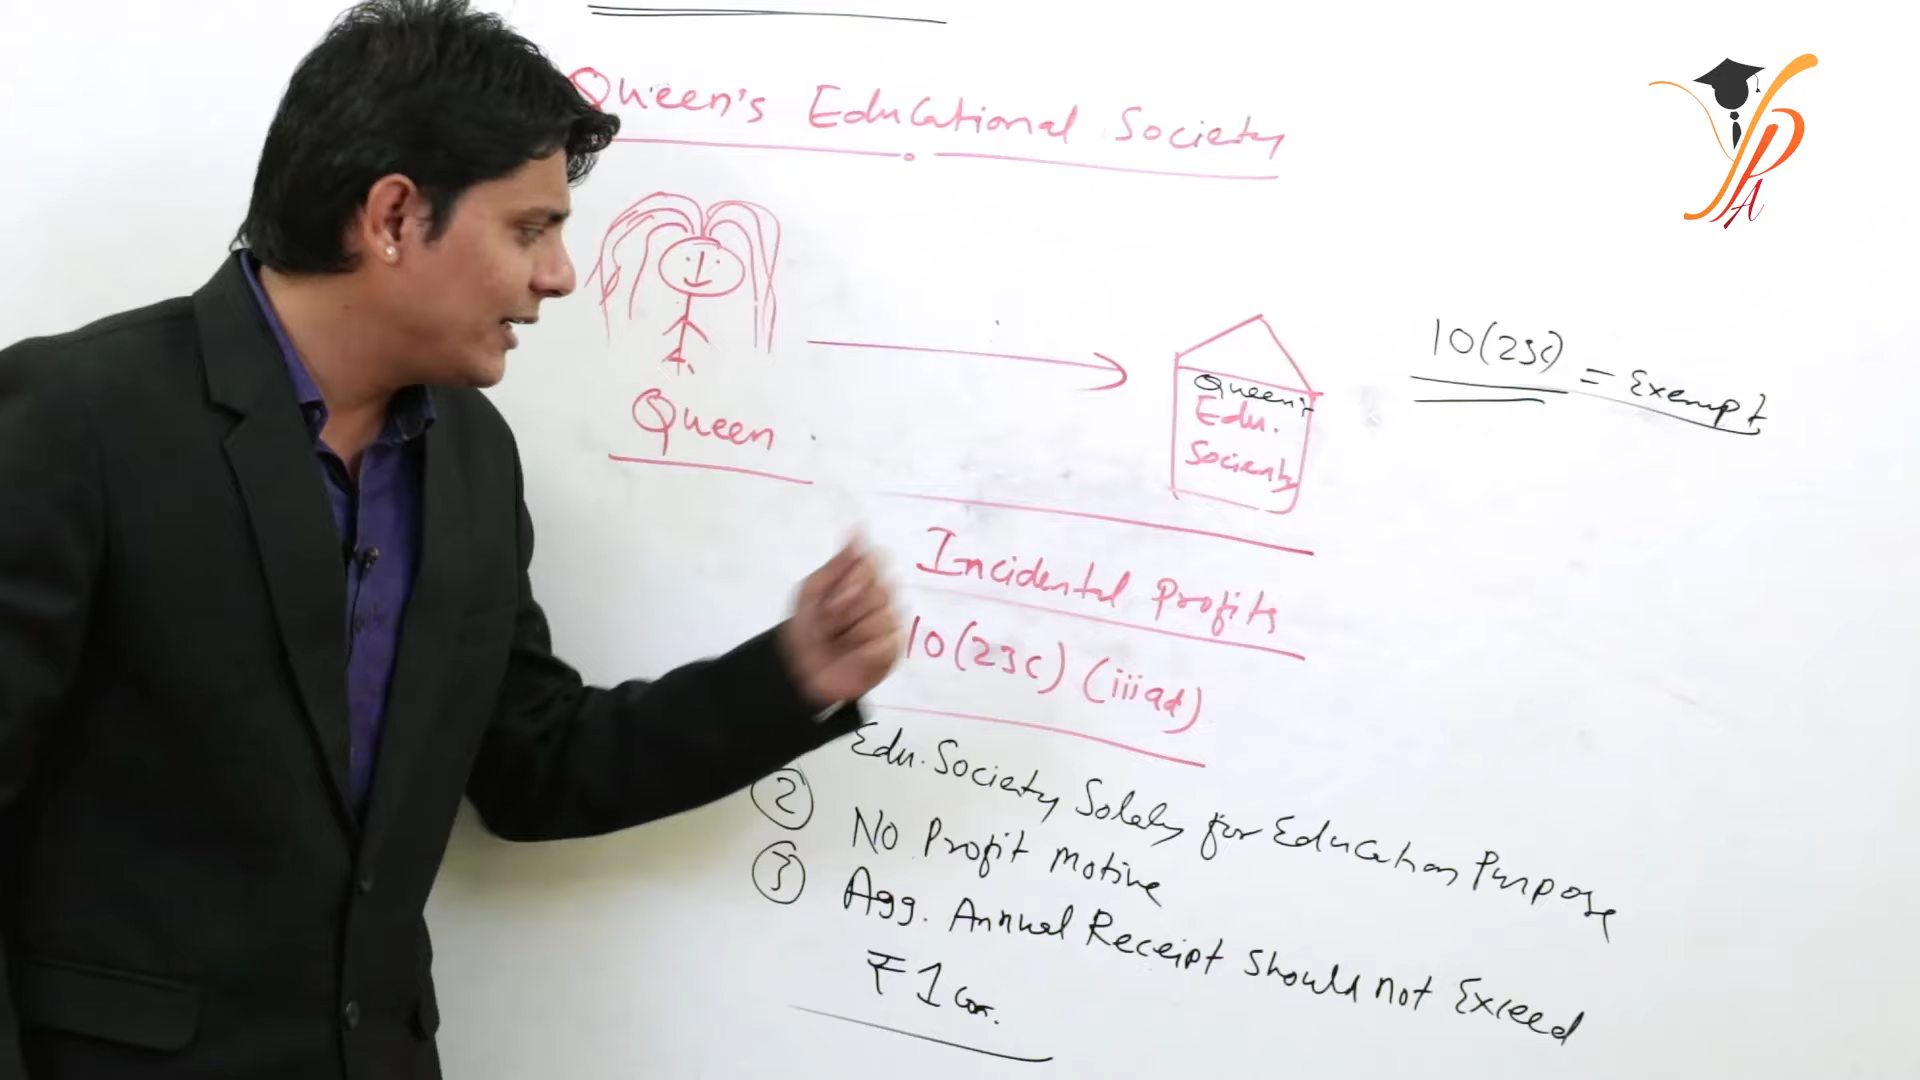 Queen's Educational Society
Queen
Queen's
Edu.
Society
10(23c) = Exempt
Incidental Profits
10(23c) (iiiad)
Edu. Society Solely for Education Purpose
② No Profit Motive
③ Agg. Annual Receipt Should not Exceed
₹ 1 cr.
YPA